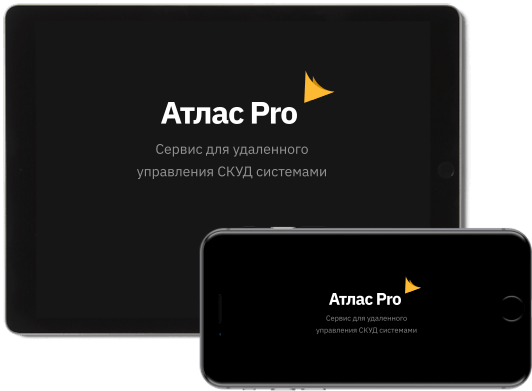 Атлас Pro
Сервис для удаленного
управления СКУД системами
Атлас Pro
Сервис для удаленного
управления СКУД системами